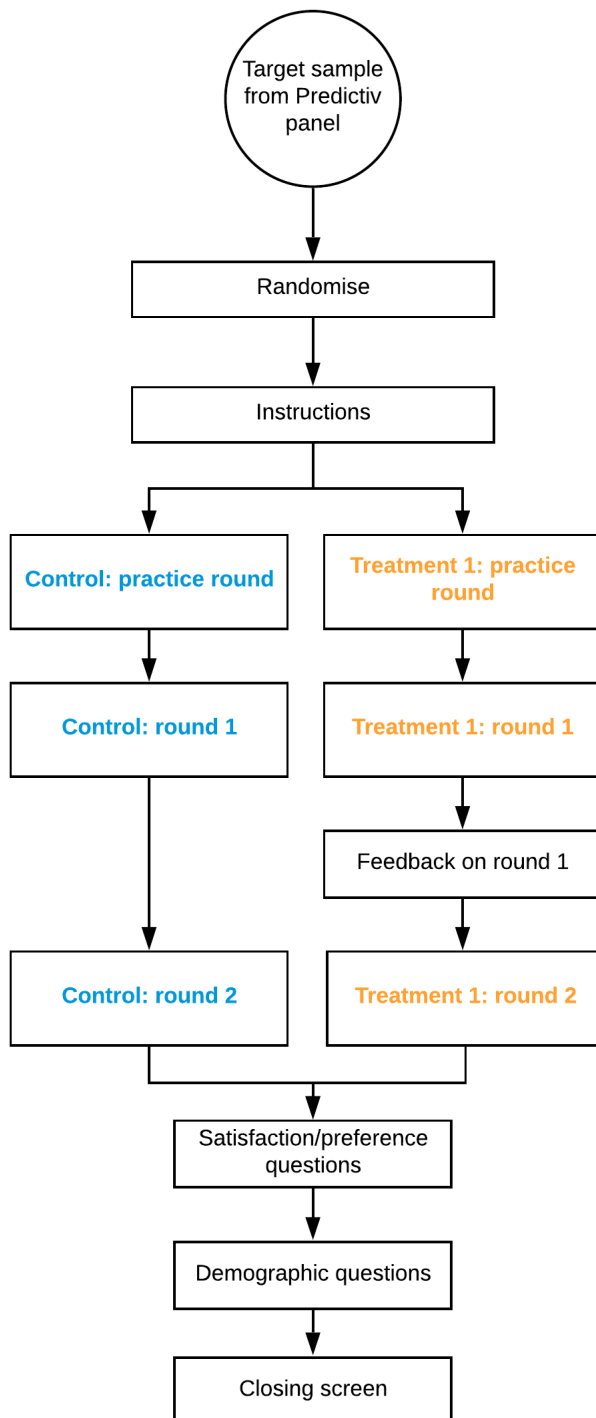 Target sample
from Predictiv
panel
Randomise
Instructions
Control: practice round
Treatment 1: practice
round
Control: round 1
Treatment 1: round 1
Feedback on round 1
Control: round 2
Treatment 1: round 2
Satisfaction/preference
questions
Demographic questions
Closing screen